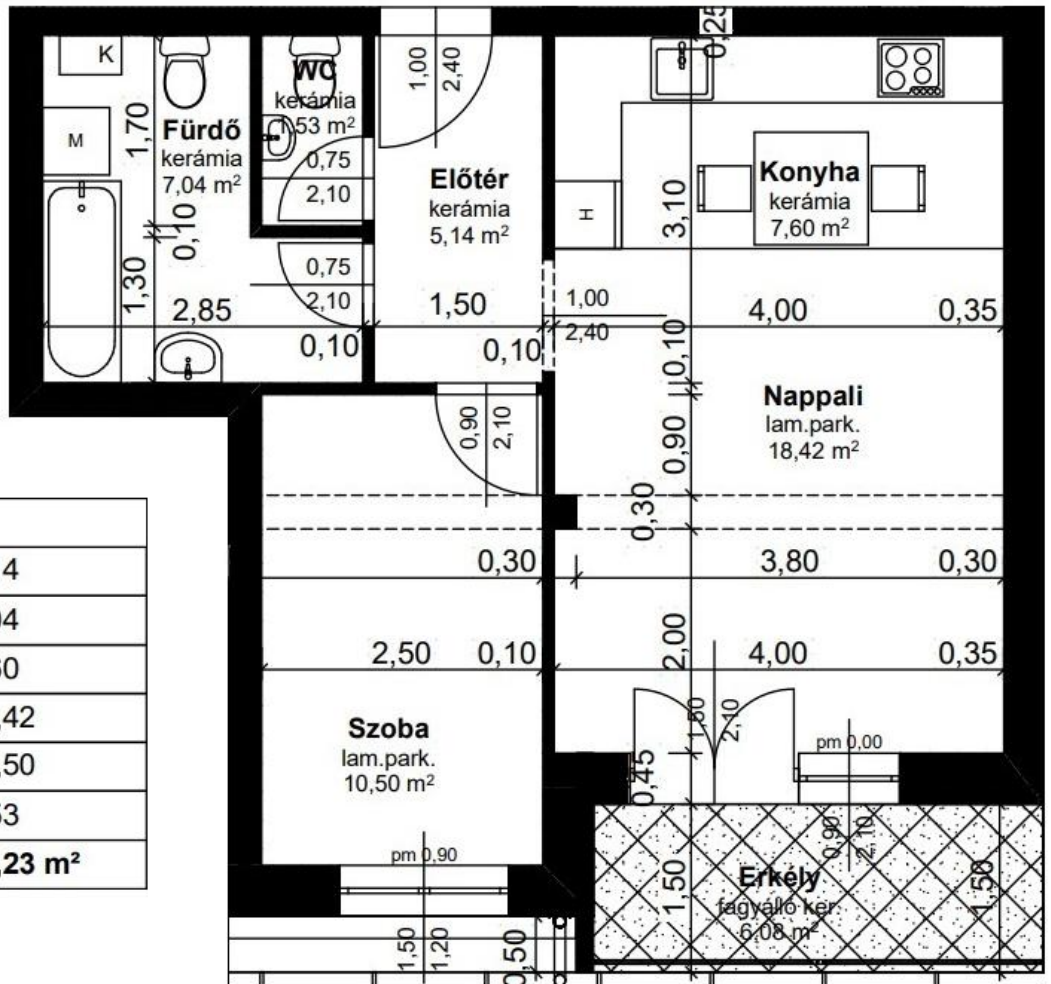 0,25
K
WC
kerámia
1,53 m²
1,00
2,40
M
1,70
Fürdő
kerámia
7,04 m²
0,75
2,10
Előtér
kerámia
5,14 m²
Konyha
kerámia
7,60 m²
3,10
H
0,10
1,30
2,85
0,75
2,10
0,10
1,50
0,10
1,00
2,40
4,00
0,35
0,10
0,90
2,10
0,90
Nappali
lam.park.
18,42 m²
0,30
0,30
3,80
0,30
4
04
60
,42
,50
53
,23 m²
2,50
0,10
2,00
4,00
0,35
Szoba
lam.park.
10,50 m²
1,50
2,10
pm 0,00
0,45
pm 0,90
0,90
2,10
1,50
Erkély
fagyálló ker.
6,08 m²
1,50
1,50
1,20
0,50